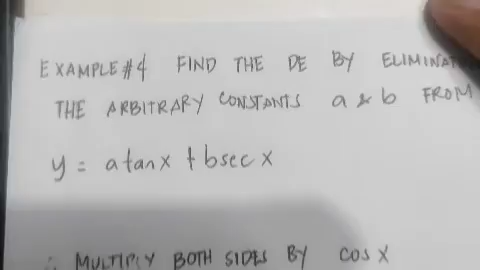 EXAMPLE #4 FIND THE DE BY
THE ARBITRARY CONSTANTS a & b FROM
y = a tan x + b sec x
∴ MULTIPLY BOTH SIDES BY COS X